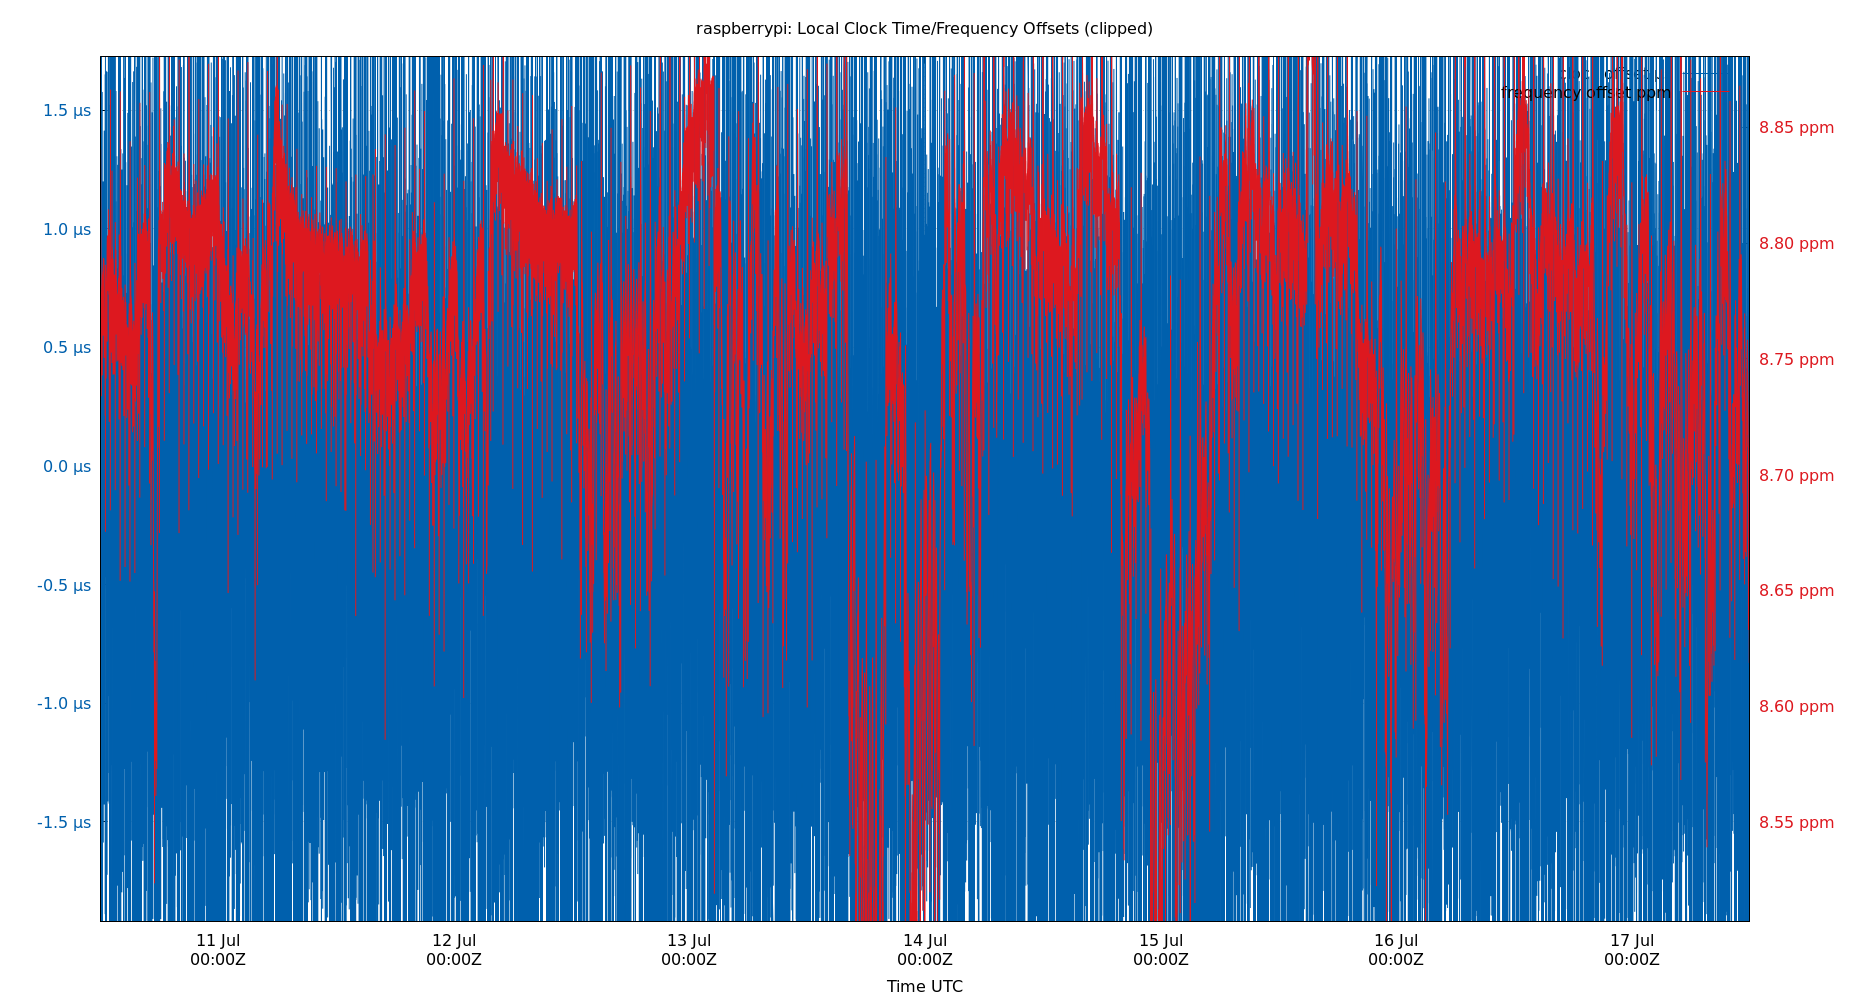 raspberrypi: Local Clock Time/Frequency Offsets (clipped)
clock offset
frequency offset ppm
1.5 µs
1.0 µs
0.5 µs
0.0 µs
-0.5 µs
-1.0 µs
-1.5 µs
8.85 ppm
8.80 ppm
8.75 ppm
8.70 ppm
8.65 ppm
8.60 ppm
8.55 ppm
11 Jul
00:00Z
12 Jul
00:00Z
13 Jul
00:00Z
14 Jul
00:00Z
15 Jul
00:00Z
16 Jul
00:00Z
17 Jul
00:00Z
Time UTC